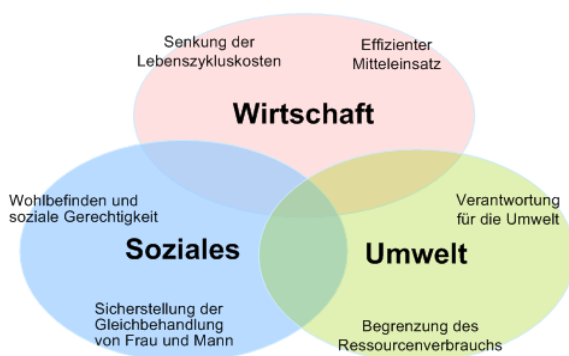 Senkung der
Lebenszykluskosten
Effizienter
Mitteleinsatz
Wirtschaft
Wohlbefinden und
soziale Gerechtigkeit
Soziales
Sicherstellung der
Gleichbehandlung
von Frau und Mann
Verantwortung
für die Umwelt
Umwelt
Begrenzung des
Ressourcenverbrauchs